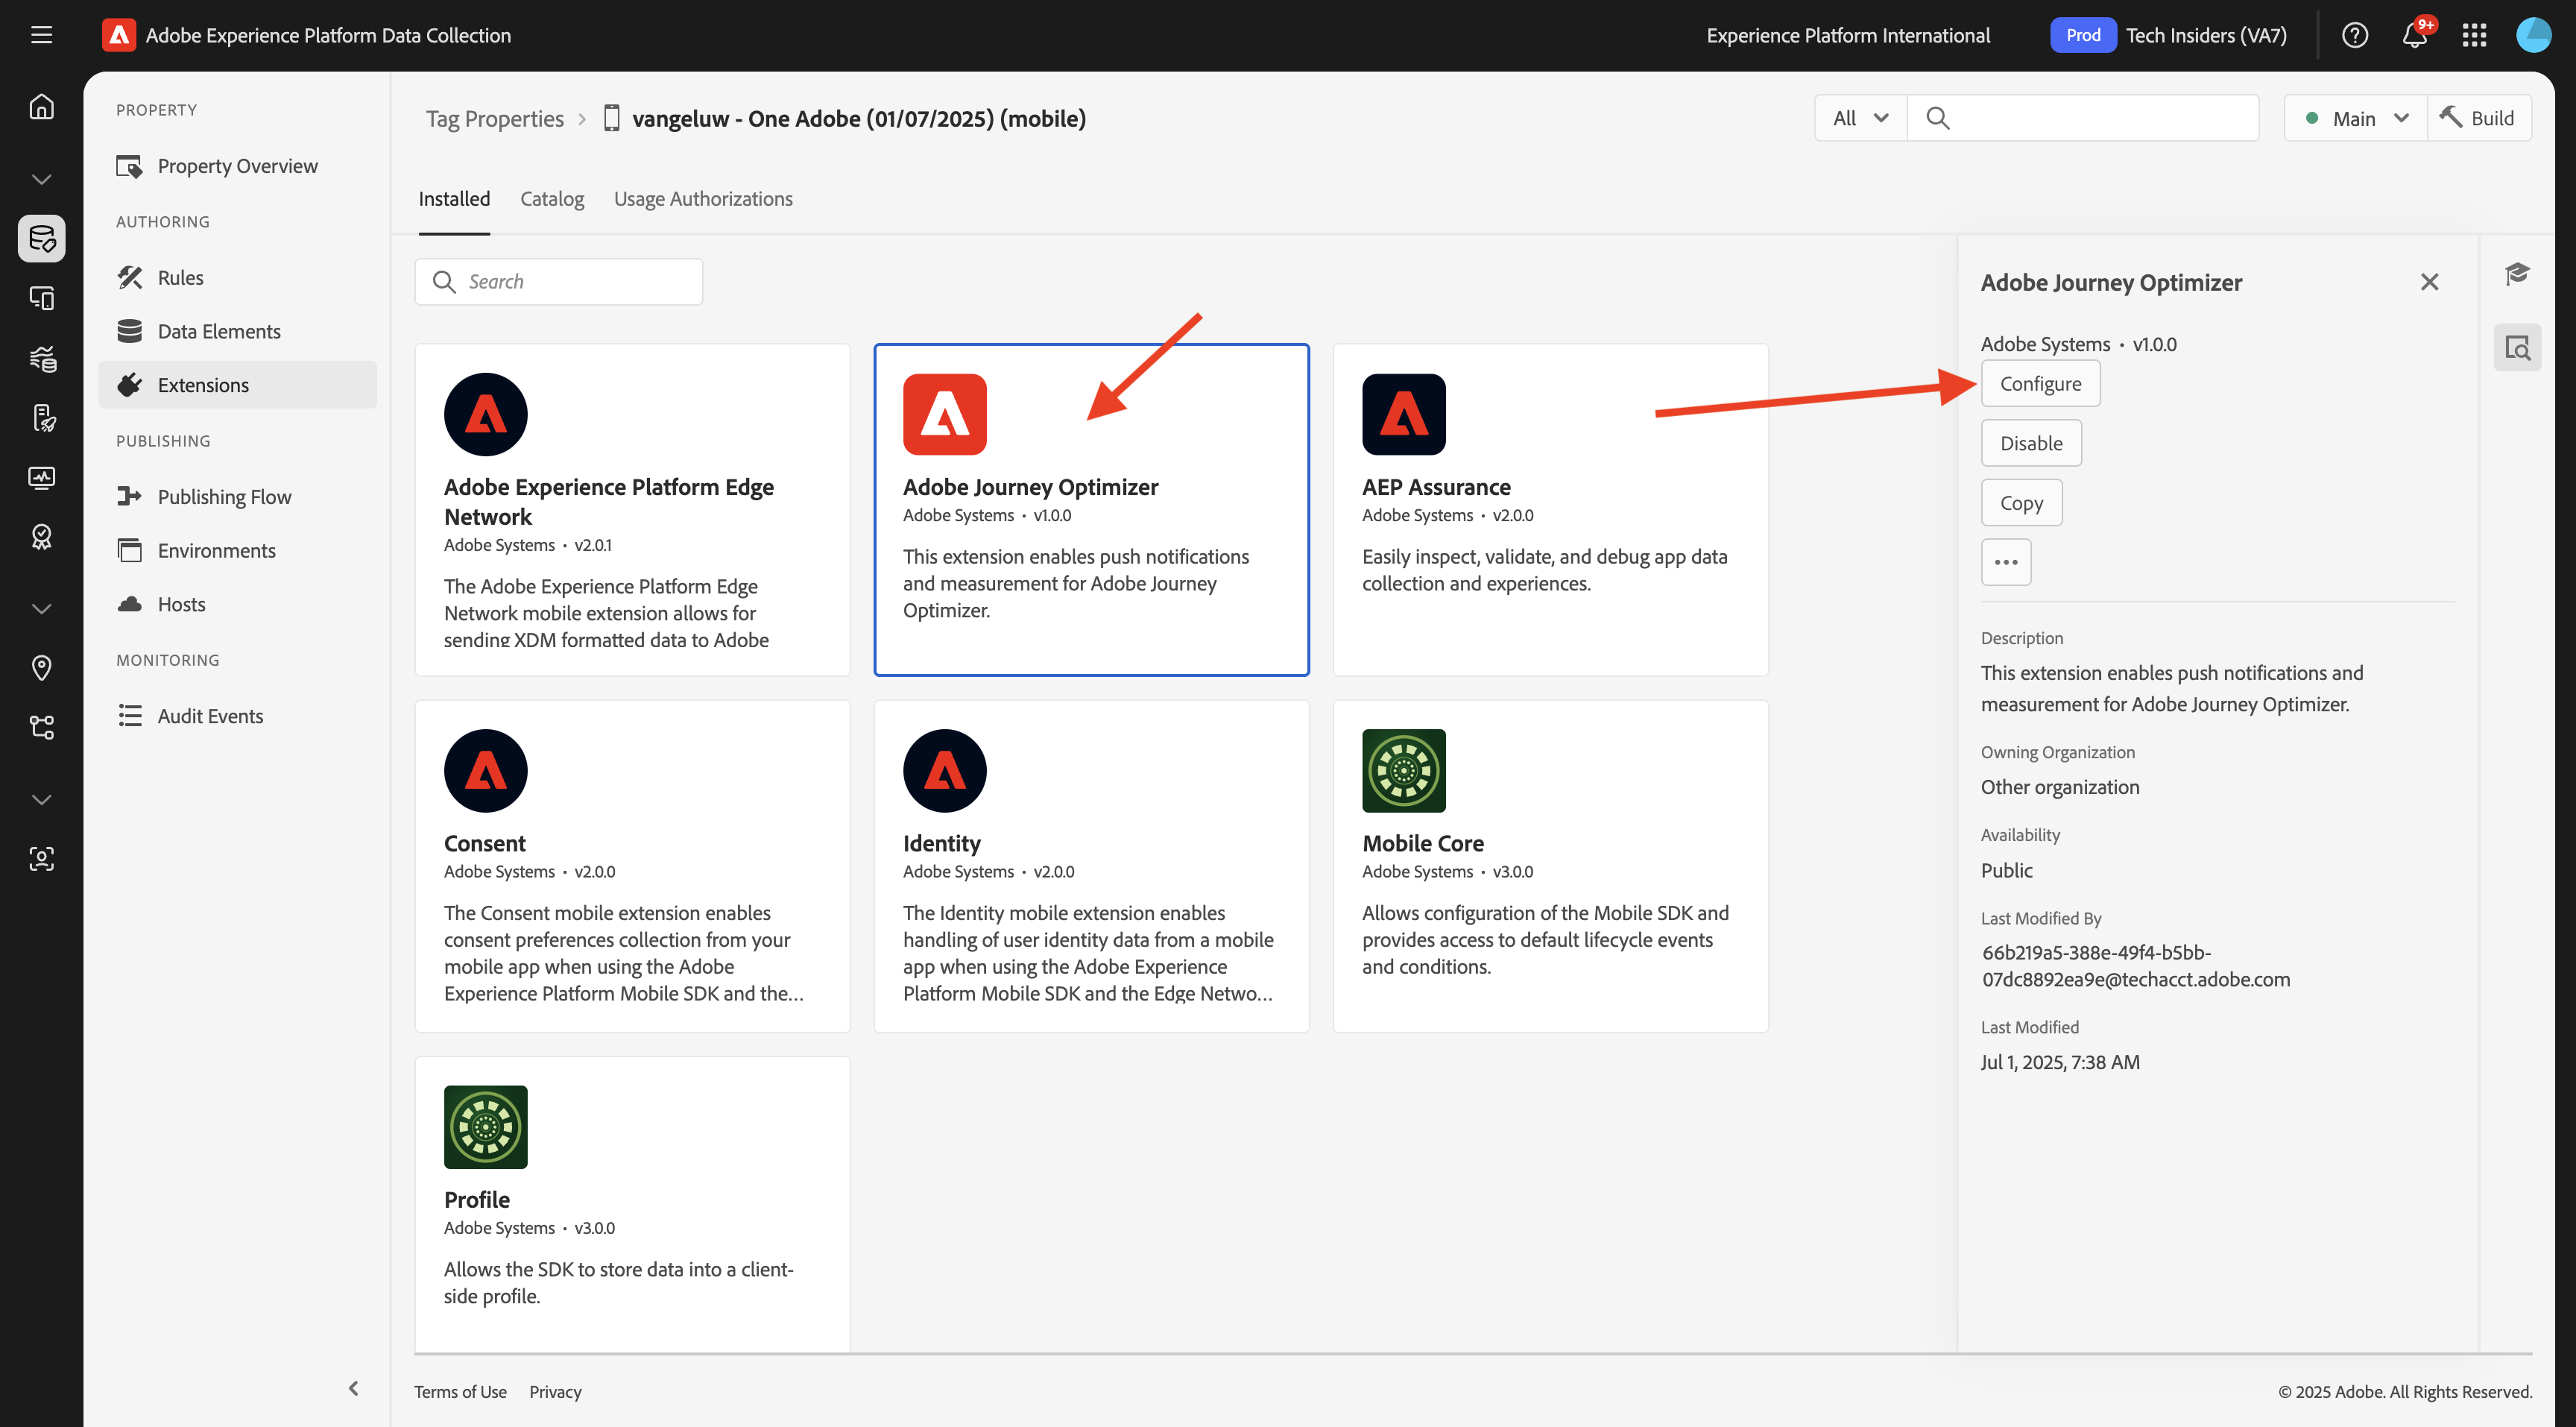 Adobe Experience Platform Data Collection
Experience Platform International
Prod
Tech Insiders (VA7)
9+
PROPERTY
Property Overview
AUTHORING
Rules
Data Elements
Extensions
PUBLISHING
Publishing Flow
Environments
Hosts
MONITORING
Audit Events
Tag Properties
vangeluw - One Adobe (01/07/2025) (mobile)
All
Main
Build
Installed
Catalog
Usage Authorizations
Search
Adobe Experience Platform Edge
Network
Adobe Systems • v2.0.1
The Adobe Experience Platform Edge
Network mobile extension allows for
sending XDM formatted data to Adobe
Adobe Journey Optimizer
Adobe Systems • v1.0.0
This extension enables push notifications
and measurement for Adobe Journey
Optimizer.
AEP Assurance
Adobe Systems • v2.0.0
Easily inspect, validate, and debug app data
collection and experiences.
Consent
Adobe Systems • v2.0.0
The Consent mobile extension enables
consent preferences collection from your
mobile app when using the Adobe
Experience Platform Mobile SDK and the...
Identity
Adobe Systems • v2.0.0
The Identity mobile extension enables
handling of user identity data from a mobile
app when using the Adobe Experience
Platform Mobile SDK and the Edge Netwo...
Mobile Core
Adobe Systems • v3.0.0
Allows configuration of the Mobile SDK and
provides access to default lifecycle events
and conditions.
Profile
Adobe Systems • v3.0.0
Allows the SDK to store data into a client-
side profile.
Adobe Journey Optimizer
Adobe Systems • v1.0.0
Configure
Disable
Copy
Description
This extension enables push notifications and
measurement for Adobe Journey Optimizer.
Owning Organization
Other organization
Availability
Public
Last Modified By
66b219a5-388e-49f4-b5bb-
07dc8892ea9e@techacct.adobe.com
Last Modified
Jul 1, 2025, 7:38 AM
Terms of Use
Privacy
© 2025 Adobe. All Rights Reserved.